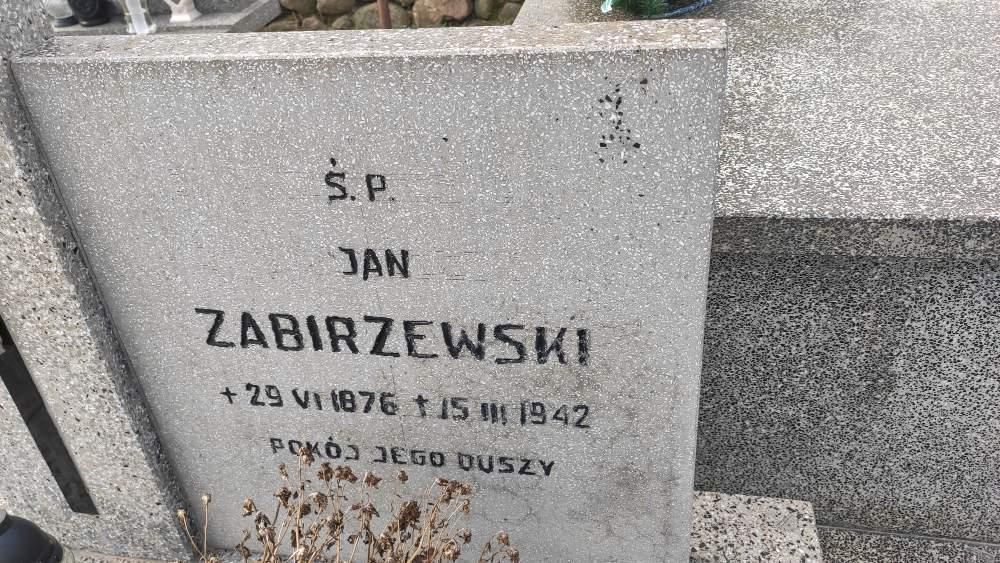 Ś. P.
JAN
ZABIRZEWSKI
+ 29 VI 1876 † 15 III 1942
POKÓJ JEGO DUSZY